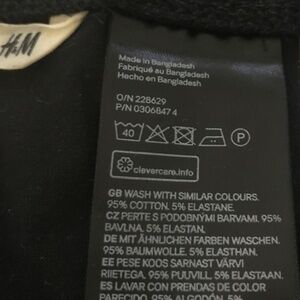 H&M
Made in Bangladesh
Fabriqué au Bangladesh
Hecho en Bangladesh
O/N 228629
P/N 0306847 4
40
P
clevercare.info
GB WASH WITH SIMILAR COLOURS.
95% COTTON. 5% ELASTANE.
CZ PERTE S PODOBNÝMI BARVAMI. 95%
BAVLNA. 5% ELASTAN.
DE MIT ÄHNLICHEN FARBEN WASCHEN.
95% BAUMWOLLE. 5% ELASTHAN.
EE PESE KOOS SARNAST VÄRVI
RIIETEGA. 95% PUUVILL. 5% ELASTAAN.
ES LAVAR CON PRENDAS DE COLOR
PARECIDO. 95% ALGODÓN. 5%